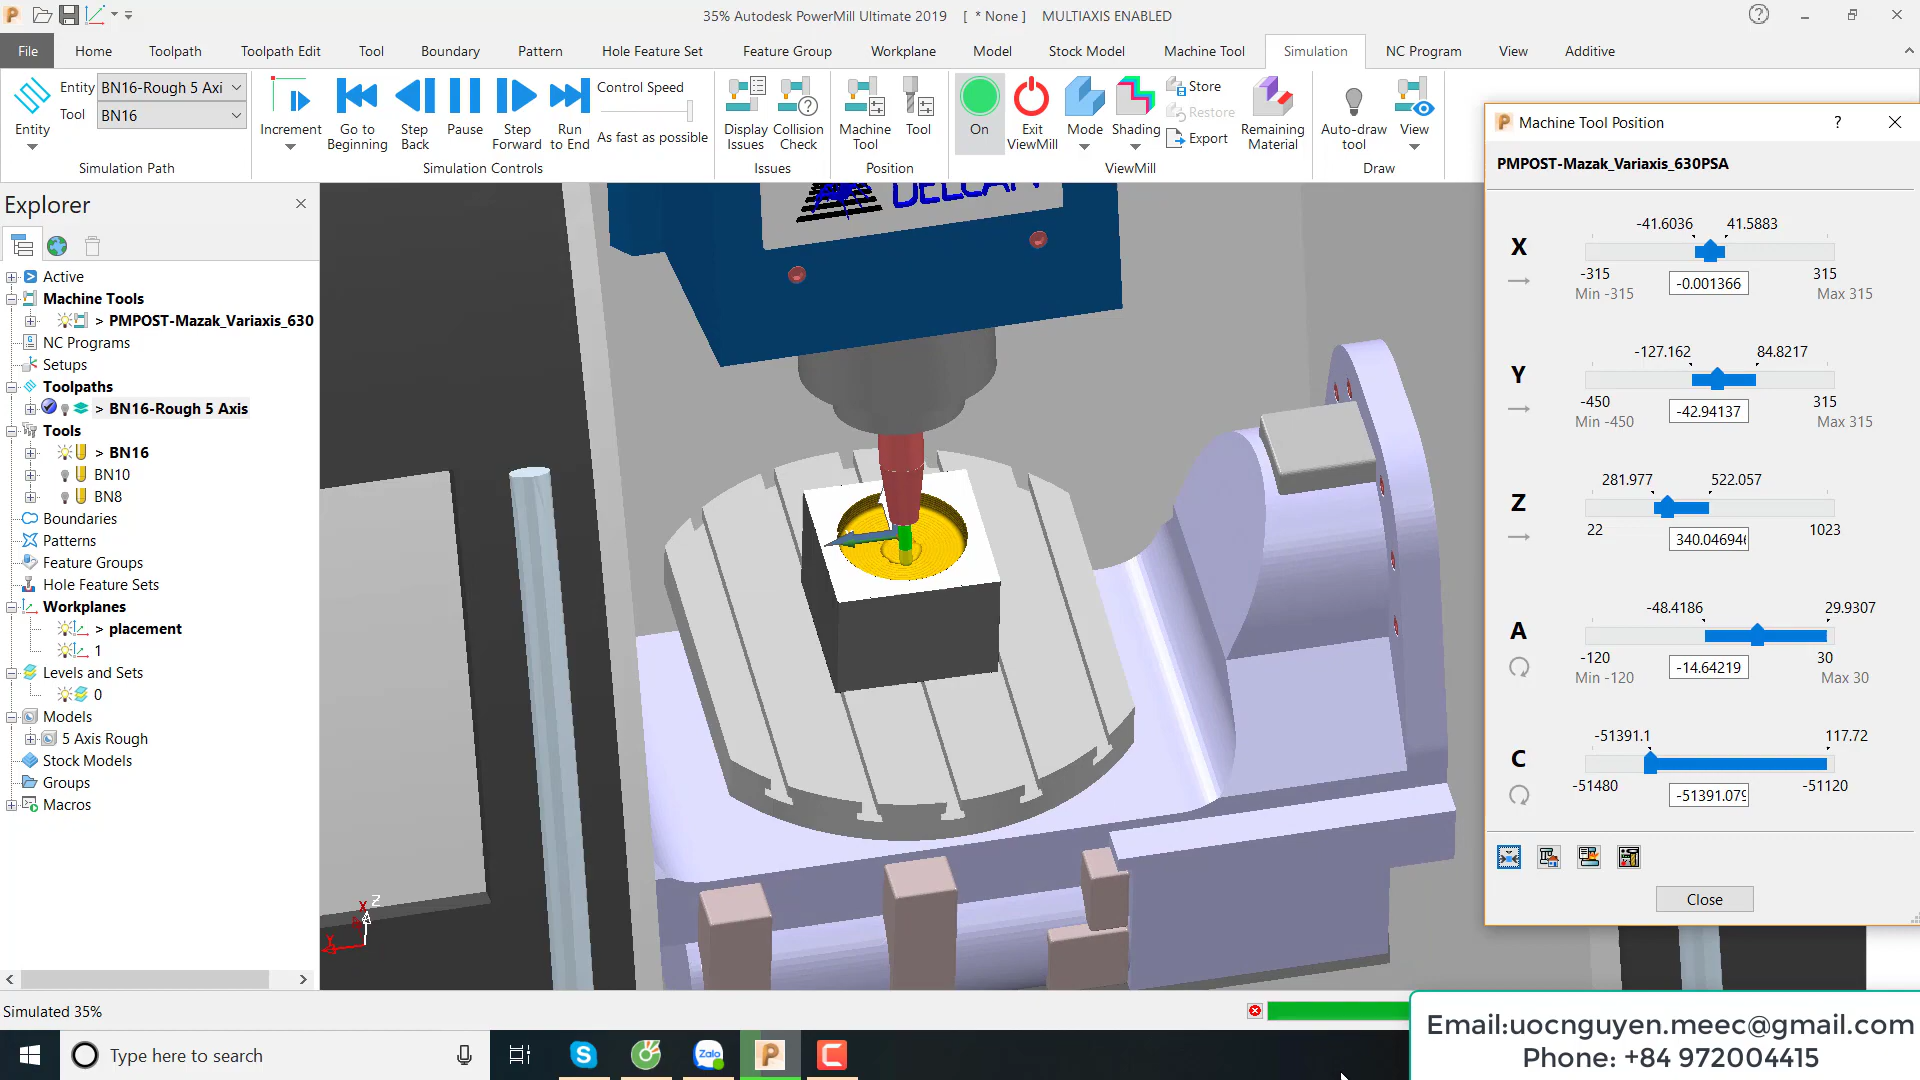 35% Autodesk PowerMill Ultimate 2019 [ * None ] MULTIAXIS ENABLED
File Home Toolpath Toolpath Edit Tool Boundary Pattern Hole Feature Set Feature Group Workplane Model Stock Model Machine Tool Simulation NC Program View Additive
Entity
Entity BN16-Rough 5 Axi
Tool BN16
Simulation Path
Increment
Go to Beginning
Step Back
Pause
Step Forward
Run to End
Control Speed
As fast as possible
Simulation Controls
Display Issues
Collision Check
Issues
Machine Tool
Tool
Position
On
Exit ViewMill
Mode
Shading
Store
Restore
Export
Remaining Material
ViewMill
Auto-draw tool
View
Draw
Explorer
Active
Machine Tools
> PMPOST-Mazak_Variaxis_630
NC Programs
Setups
Toolpaths
> BN16-Rough 5 Axis
Tools
> BN16
BN10
BN8
Boundaries
Patterns
Feature Groups
Hole Feature Sets
Workplanes
> placement
1
Levels and Sets
0
Models
5 Axis Rough
Stock Models
Groups
Macros
DELCAM
X
Z
Y
Machine Tool Position
PMPOST-Mazak_Variaxis_630PSA
-41.6036 41.5883
X
-315 315
Min -315 -0.001366 Max 315
-127.162 84.8217
Y
-450 315
Min -450 -42.94137 Max 315
281.977 522.057
Z
22 340.046946 1023
-48.4186 29.9307
A
-120 30
Min -120 -14.64219 Max 30
-51391.1 117.72
C
-51480 -51391.079 -51120
Close
Simulated 35%
Type here to search
Zalo
Email:uocnguyen.meec@gmail.com
Phone: +84 972004415